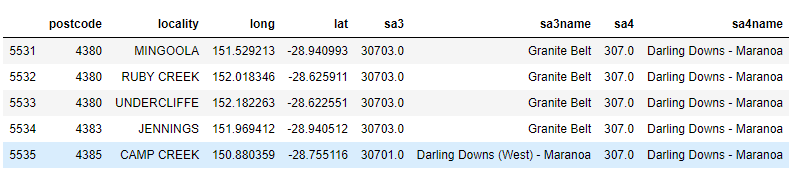 postcode locality long lat sa3 sa3name sa4 sa4name
5531 4380 MINGOOLA 151.529213 -28.940993 30703.0 Granite Belt 307.0 Darling Downs - Maranoa
5532 4380 RUBY CREEK 152.018346 -28.625911 30703.0 Granite Belt 307.0 Darling Downs - Maranoa
5533 4380 UNDERCLIFFE 152.182263 -28.622551 30703.0 Granite Belt 307.0 Darling Downs - Maranoa
5534 4383 JENNINGS 151.969412 -28.940512 30703.0 Granite Belt 307.0 Darling Downs - Maranoa
5535 4385 CAMP CREEK 150.880359 -28.755116 30701.0 Darling Downs (West) - Maranoa 307.0 Darling Downs - Maranoa